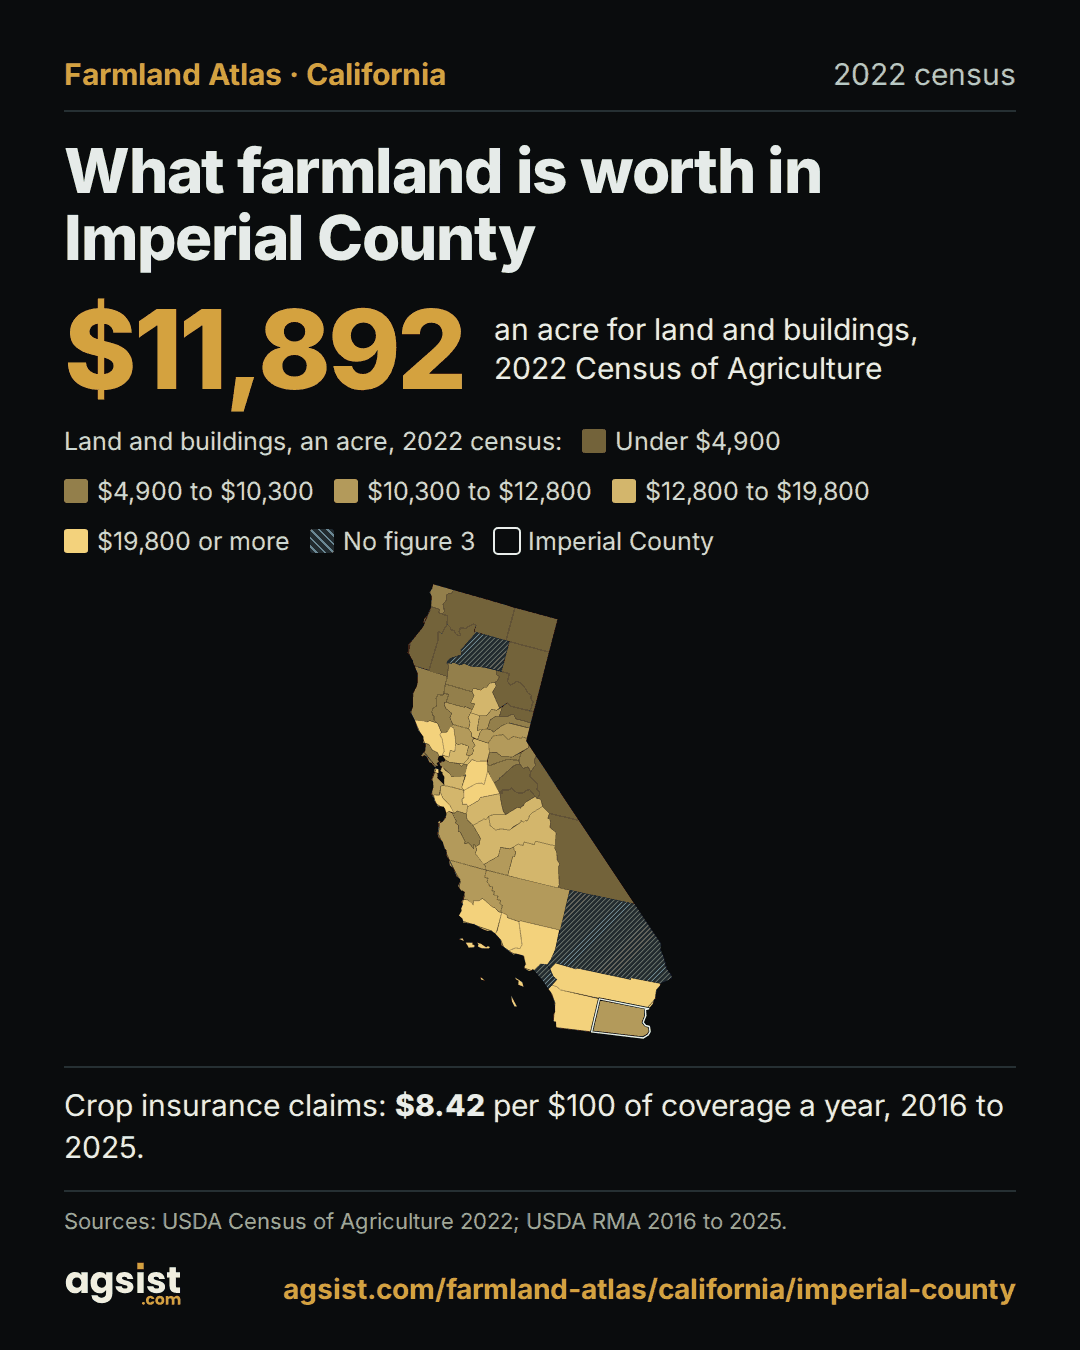 Farmland Atlas · California
2022 census
What farmland is worth in
Imperial County
$11,892
an acre for land and buildings,
2022 Census of Agriculture
Land and buildings, an acre, 2022 census: Under $4,900
$4,900 to $10,300 $10,300 to $12,800 $12,800 to $19,800
$19,800 or more No figure 3 Imperial County
Crop insurance claims: $8.42 per $100 of coverage a year, 2016 to
2025.
Sources: USDA Census of Agriculture 2022; USDA RMA 2016 to 2025.
agsist
.com
agsist.com/farmland-atlas/california/imperial-county